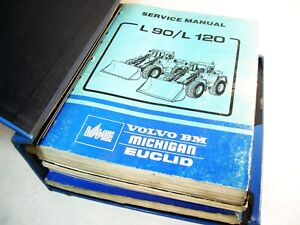 SERVICE MANUAL
L 90/L 120
VME
VOLVO BM
MICHIGAN
EUCLID